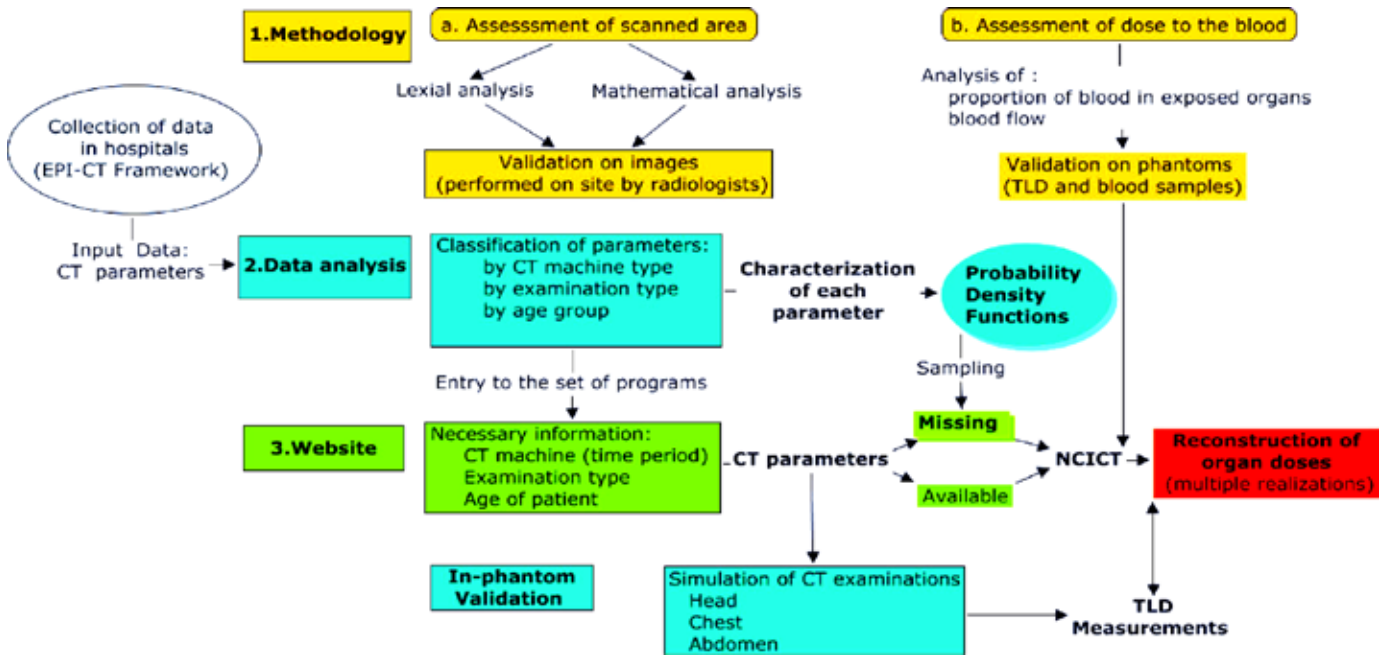 1.Methodology
a. Assesssment of scanned area
b. Assessment of dose to the blood
Lexial analysis
Mathematical analysis
Analysis of :
proportion of blood in exposed organs
blood flow
Collection of data
in hospitals
(EPI-CT Framework)
Validation on images
(performed on site by radiologists)
Validation on phantoms
(TLD and blood samples)
Input Data:
CT parameters
2.Data analysis
Classification of parameters:
by CT machine type
by examination type
by age group
Characterization
of each
parameter
Probability
Density
Functions
Entry to the set of programs
Sampling
3.Website
Necessary information:
CT machine (time period)
Examination type
Age of patient
CT parameters
Missing
Available
NCICT
Reconstruction of
organ doses
(multiple realizations)
In-phantom
Validation
Simulation of CT examinations
Head
Chest
Abdomen
TLD
Measurements